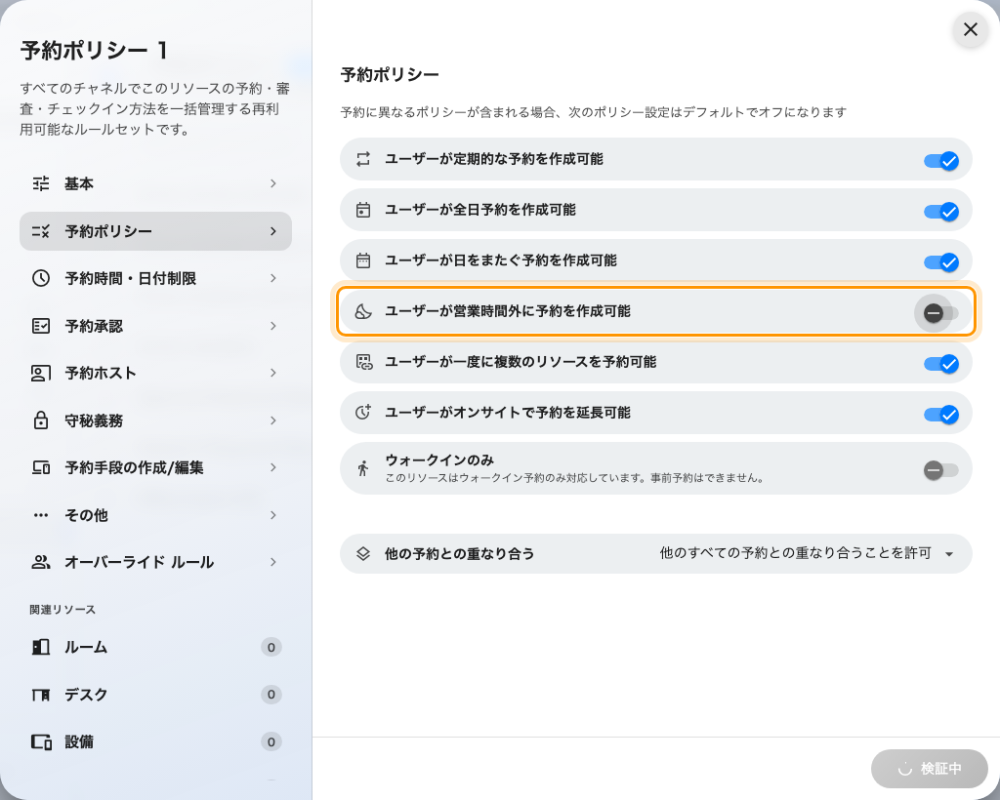 予約ポリシー 1
すべてのチャネルでこのリソースの予約・審
査・チェックイン方法を一括管理する再利
用可能なルールセットです。
基本
予約ポリシー
予約時間・日付制限
予約承認
予約ホスト
守秘義務
予約手段の作成/編集
その他
オーバーライド ルール
関連リソース
ルーム 0
デスク 0
設備 0
予約ポリシー
予約に異なるポリシーが含まれる場合、次のポリシー設定はデフォルトでオフになります
ユーザーが定期的な予約を作成可能
ユーザーが全日予約を作成可能
ユーザーが日をまたぐ予約を作成可能
ユーザーが営業時間外に予約を作成可能
ユーザーが一度に複数のリソースを予約可能
ユーザーがオンサイトで予約を延長可能
ウォークインのみ
このリソースはウォークイン予約のみ対応しています。事前予約はできません。
他の予約との重なり合う 他のすべての予約との重なり合うことを許可
検証中